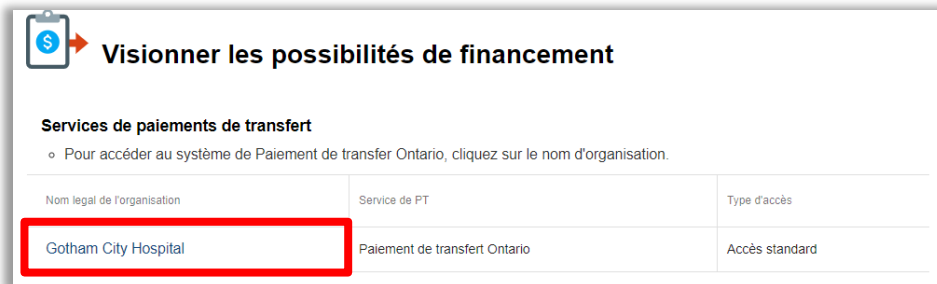 Visionner les possibilités de financement
Services de paiements de transfert
Pour accéder au système de Paiement de transfer Ontario, cliquez sur le nom d'organisation.
Nom legal de l'organisation Service de PT Type d'accès
Gotham City Hospital Paiement de transfert Ontario Accès standard